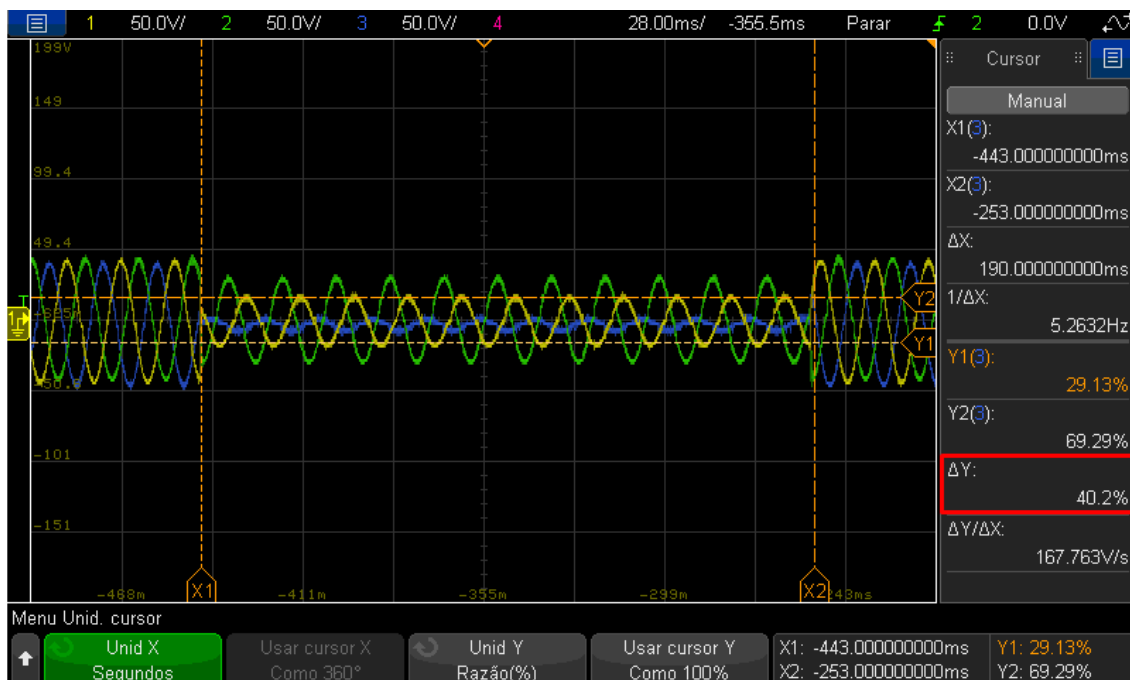 1 50.0V/ 2 50.0V/ 3 50.0V/ 4 28.00ms/ -355.5ms Parar 2 0.0V
199V
149
99.4
49.4
-101
-151
-468m -411m -355m -299m
1
T
Y2
Y1
X1
X2
Cursor
Manual
X1(3):
-443.000000000ms
X2(3):
-253.000000000ms
ΔX:
190.000000000ms
1/ΔX:
5.2632Hz
Y1(3):
29.13%
Y2(3):
69.29%
ΔY:
40.2%
ΔY/ΔX:
167.763V/s
Menu Unid. cursor
Unid X
Segundos
Usar cursor X
Como 360°
Unid Y
Razão(%)
Usar cursor Y
Como 100%
X1: -443.000000000ms
X2: -253.000000000ms
Y1: 29.13%
Y2: 69.29%